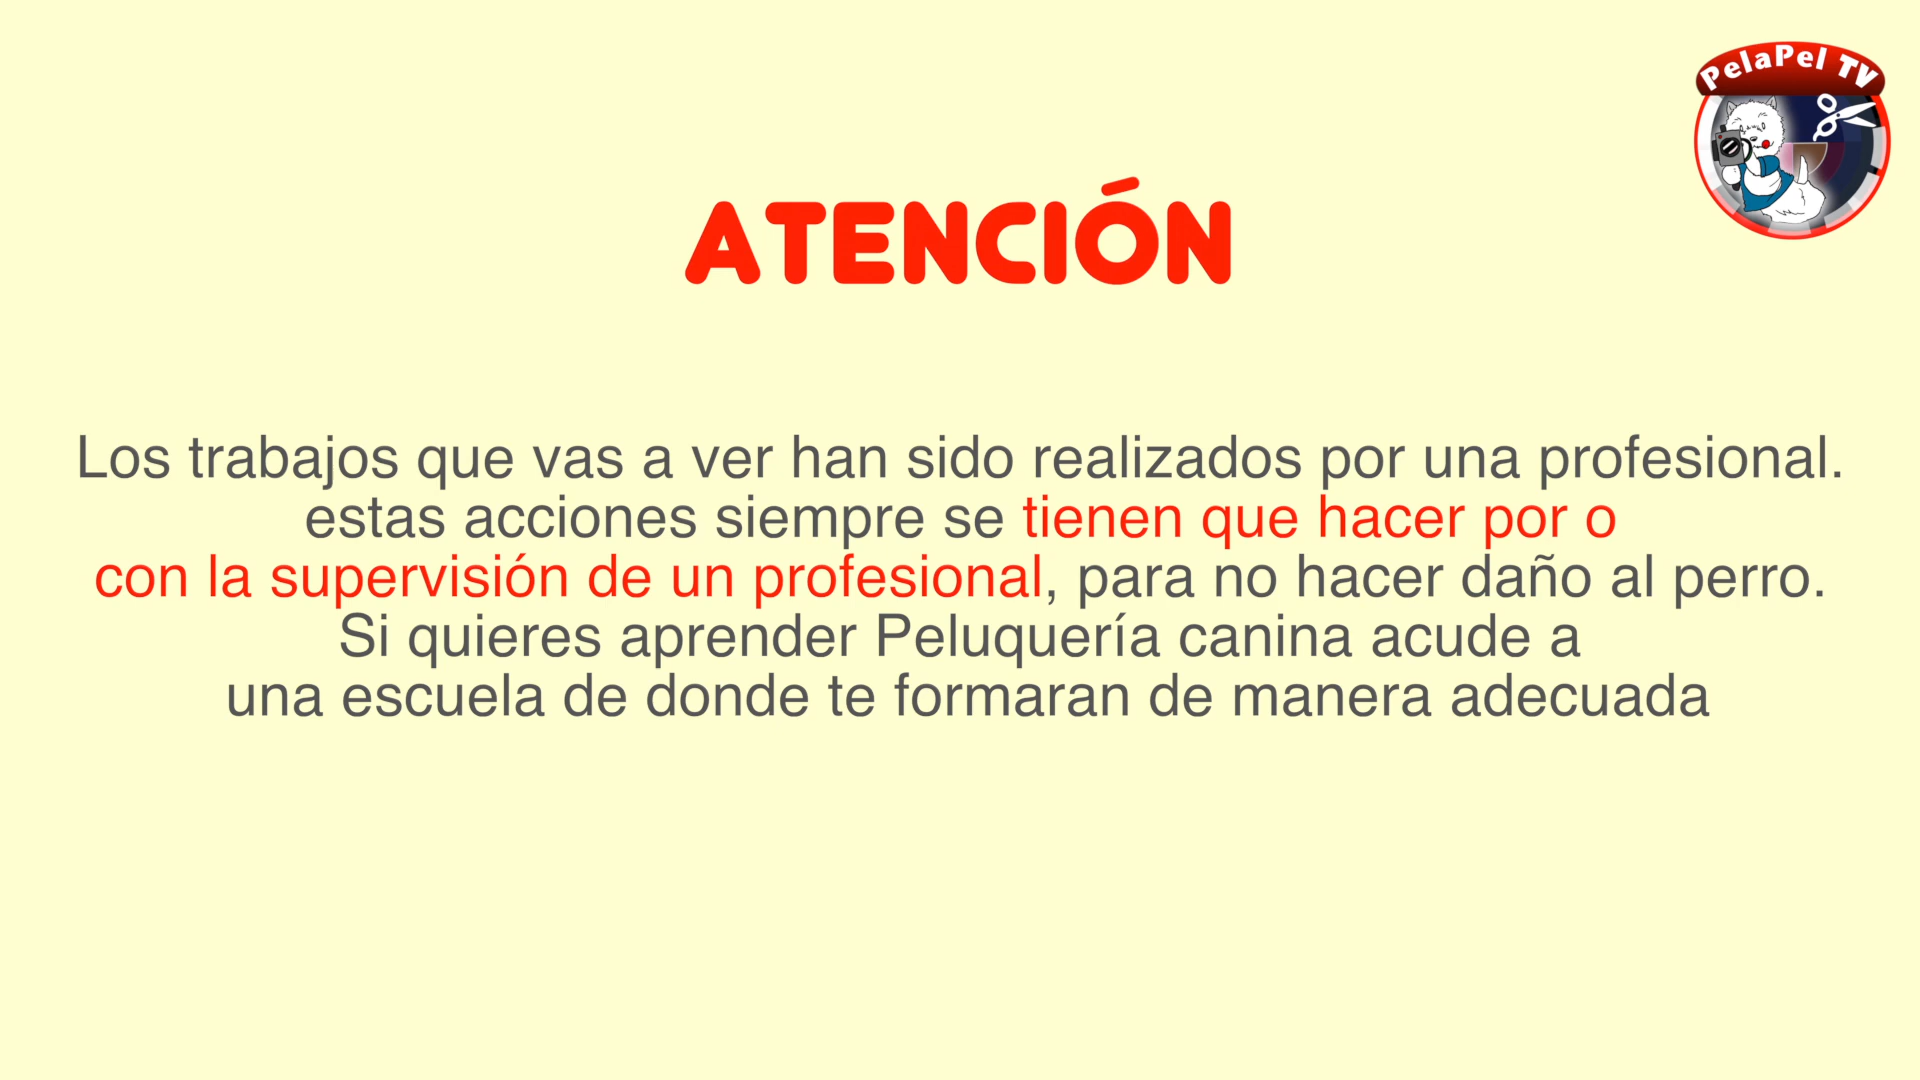 PelaPel TV
ATENCIÓN
Los trabajos que vas a ver han sido realizados por una profesional.
estas acciones siempre se tienen que hacer por o
con la supervisión de un profesional, para no hacer daño al perro.
Si quieres aprender Peluquería canina acude a
una escuela de donde te formaran de manera adecuada